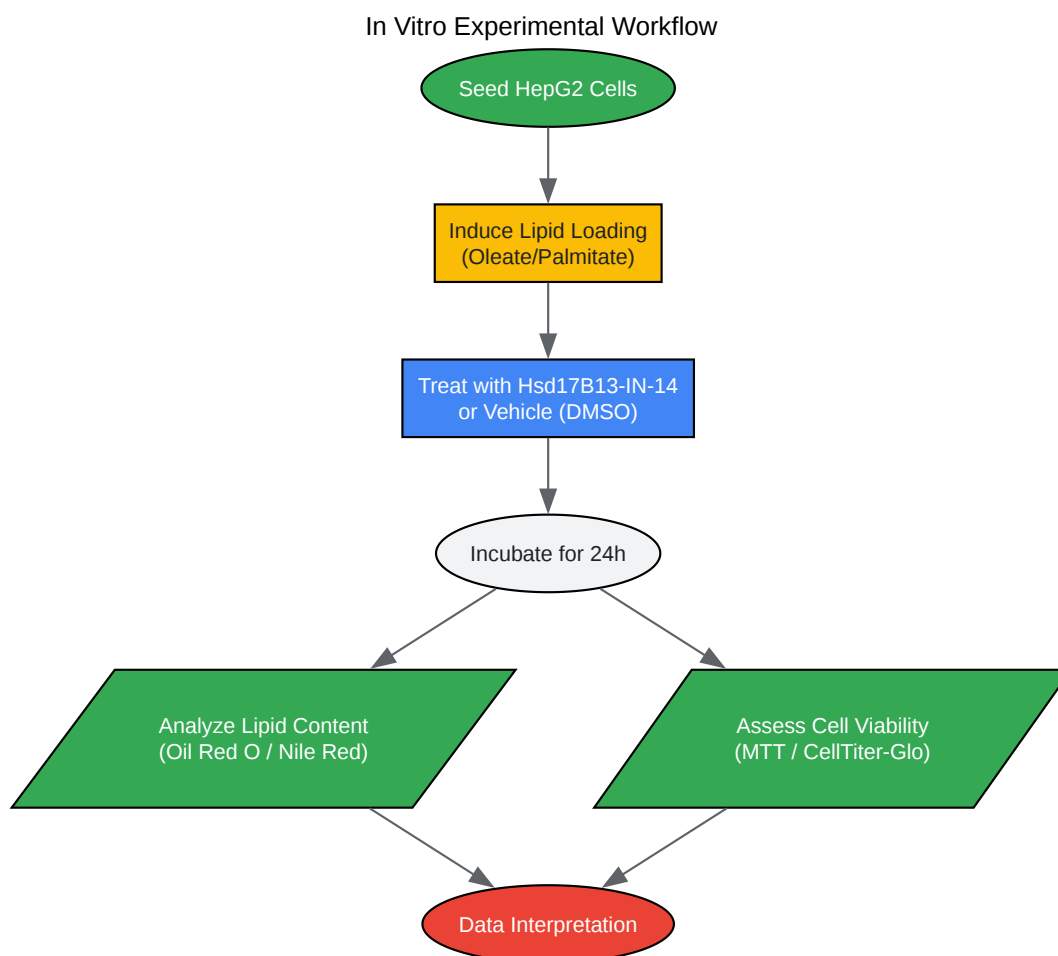 In Vitro Experimental Workflow
Seed HepG2 Cells
Induce Lipid Loading
(Oleate/Palmitate)
Treat with Hsd17B13-IN-14
or Vehicle (DMSO)
Incubate for 24h
Analyze Lipid Content
(Oil Red O / Nile Red)
Assess Cell Viability
(MTT / CellTiter-Glo)
Data Interpretation